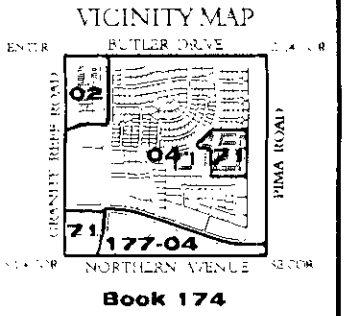 VICINITY MAP
BUTLER DRIVE
02
GRANITE REEF ROAD
04
71
PIMA ROAD
71
177-04
NORTHERN AVENUE
Book 174